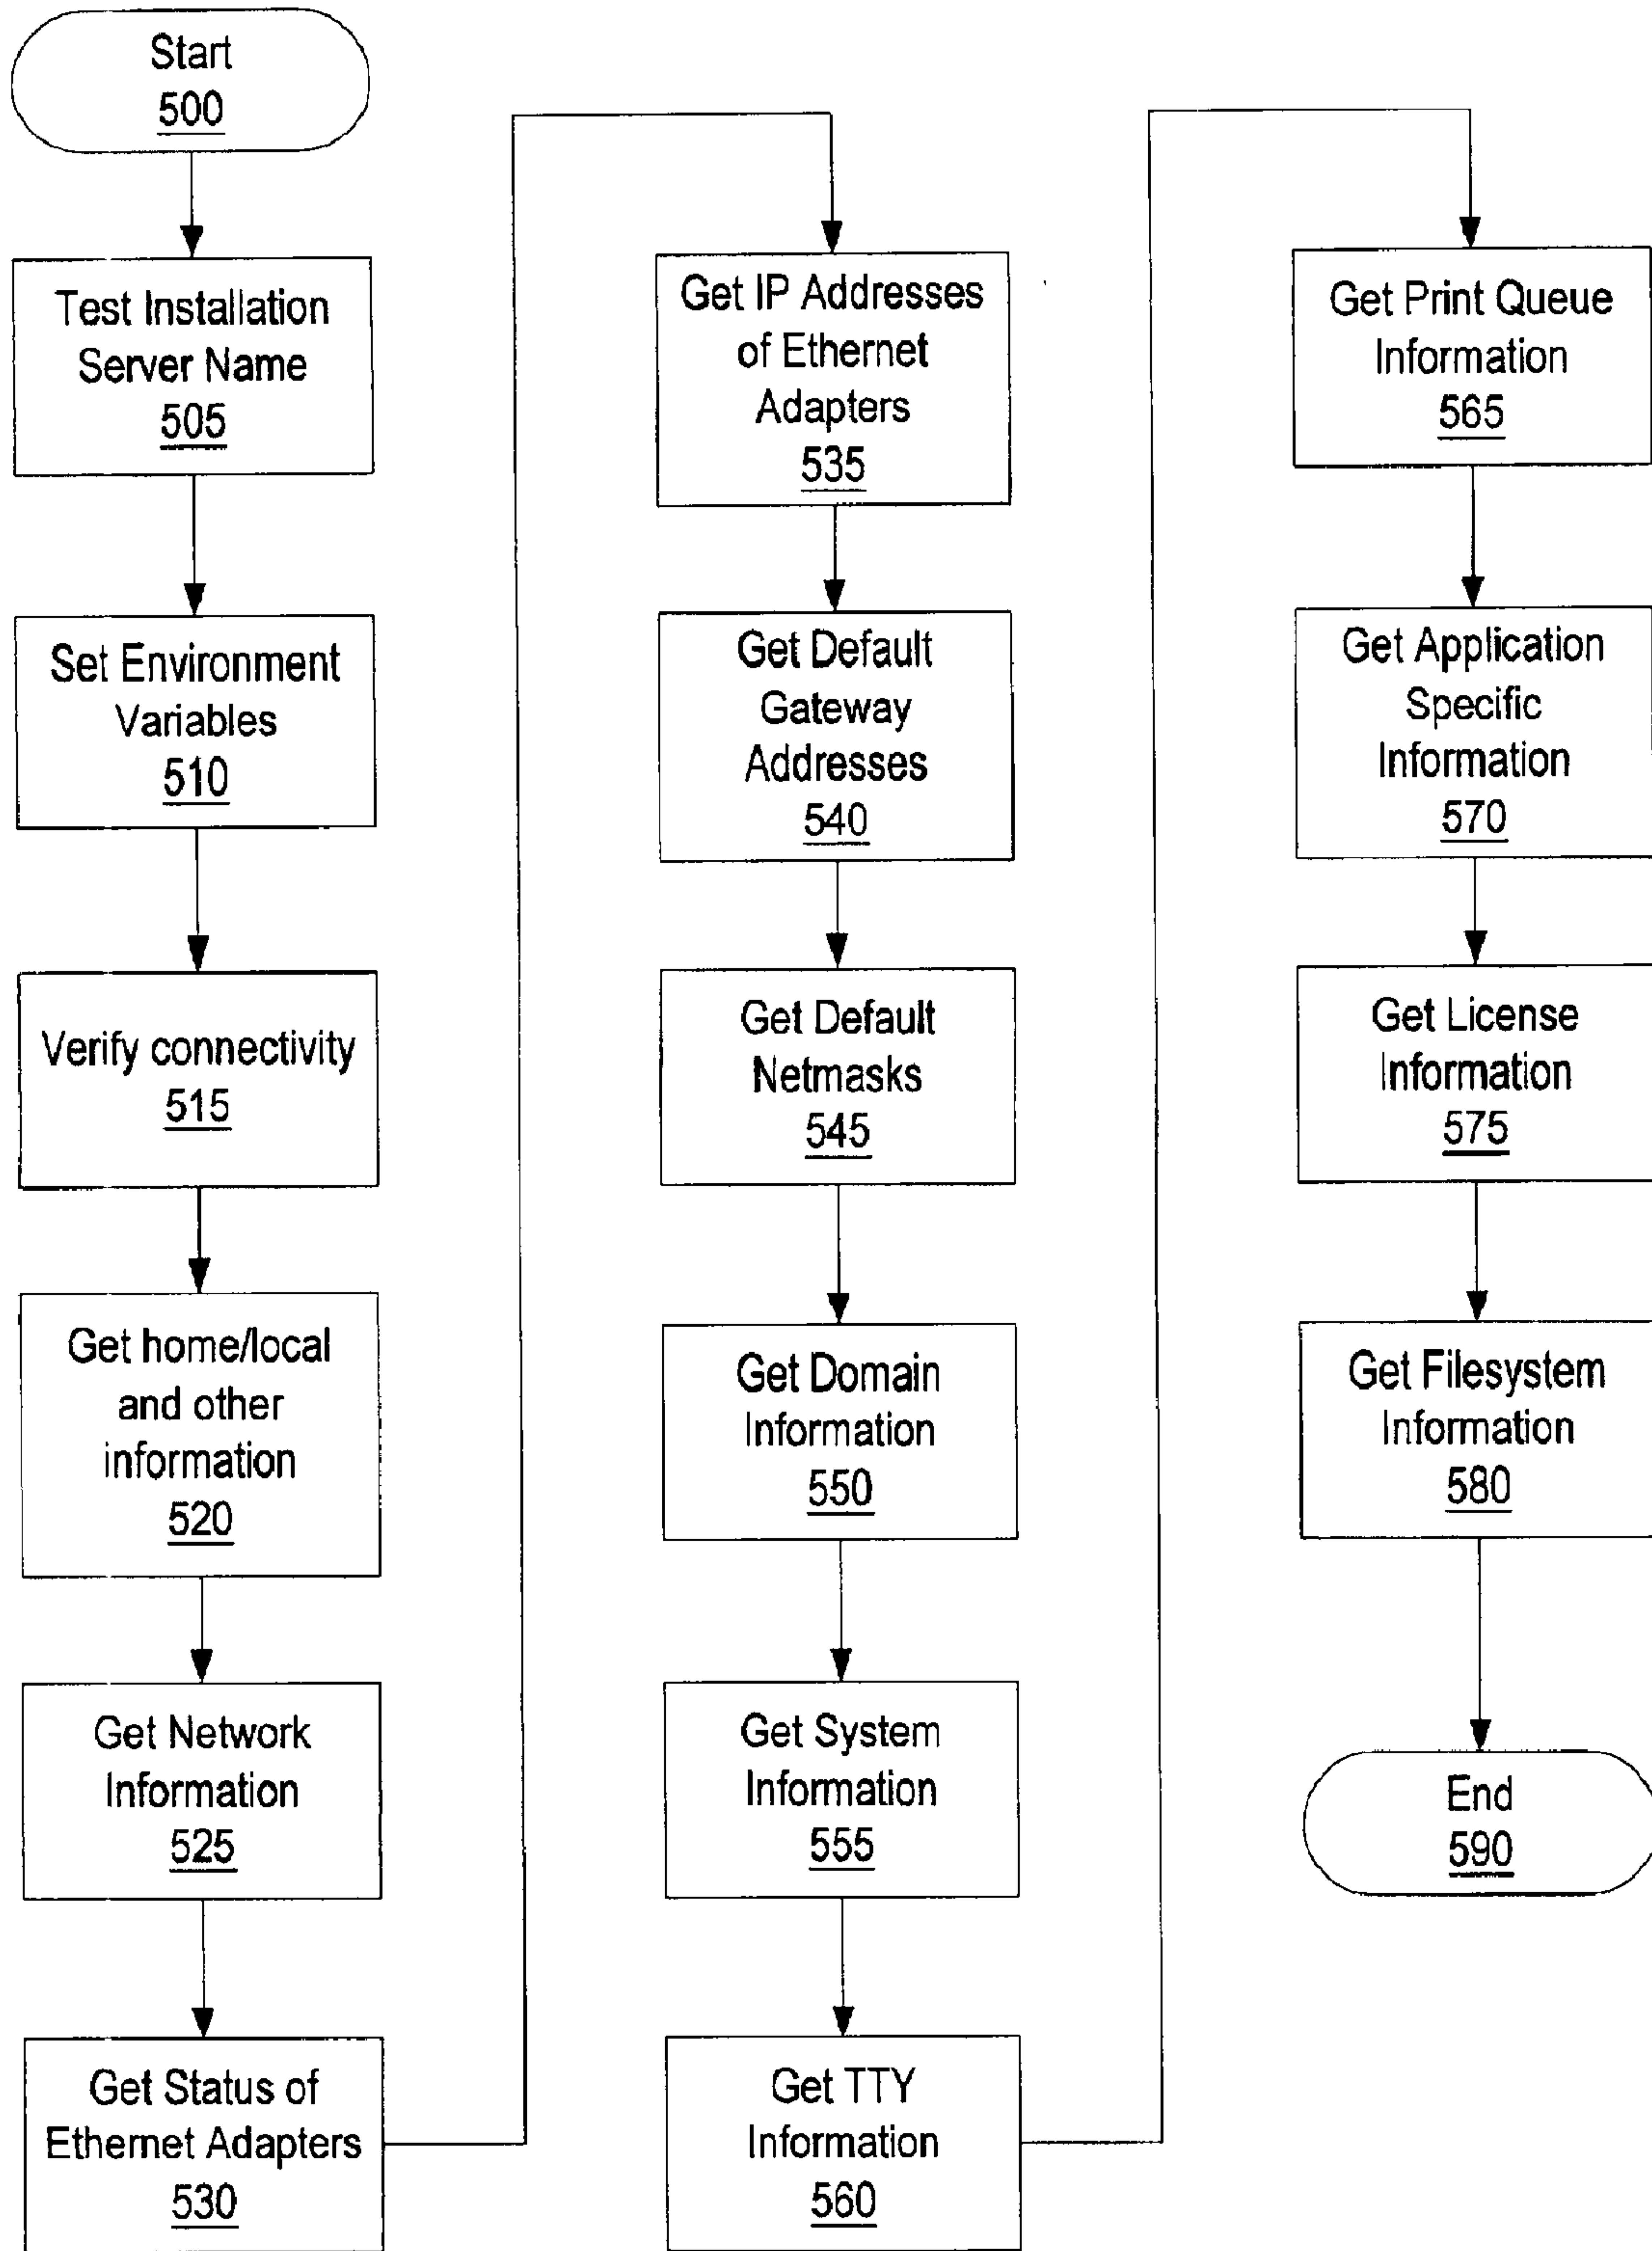 Start
500
Test Installation
Server Name
505
Set Environment
Variables
510
Verify connectivity
515
Get home/local
and other
information
520
Get Network
Information
525
Get Status of
Ethernet Adapters
530
Get IP Addresses
of Ethernet
Adapters
535
Get Default
Gateway
Addresses
540
Get Default
Netmasks
545
Get Domain
Information
550
Get System
Information
555
Get TTY
Information
560
Get Print Queue
Information
565
Get Application
Specific
Information
570
Get License
Information
575
Get Filesystem
Information
580
End
590